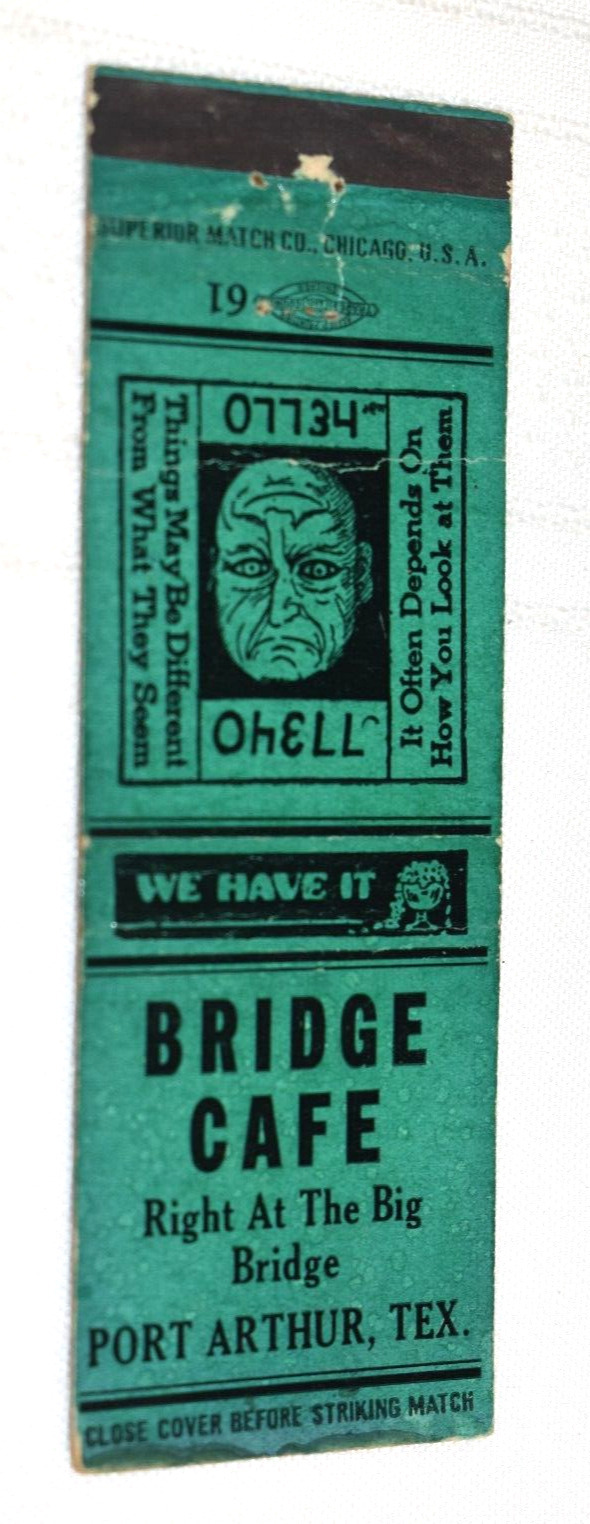 SUPERIOR MATCH CO., CHICAGO, U.S.A.
61
HELLO
Things May Be Different
From What They Seem
It Often Depends On
How You Look at Them
77340
WE HAVE IT
BRIDGE
CAFE
Right At The Big
Bridge
PORT ARTHUR, TEX.
CLOSE COVER BEFORE STRIKING MATCH